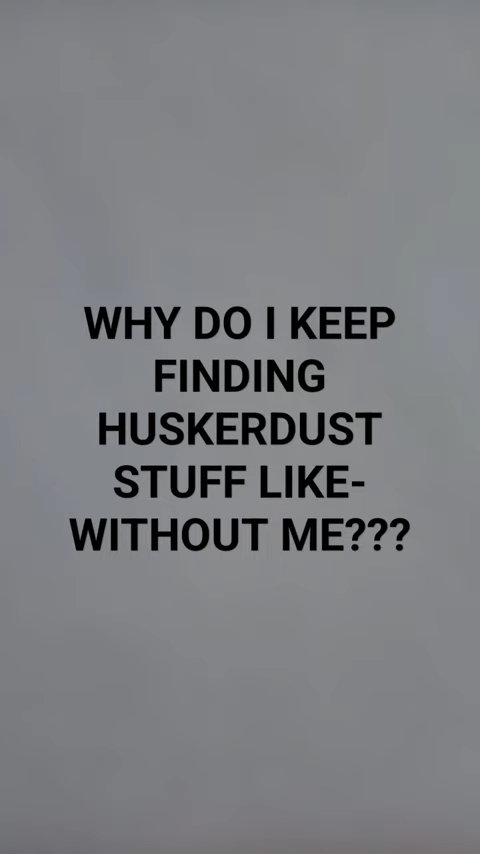 WHY DO I KEEP
FINDING
HUSKERDUST
STUFF LIKE-
WITHOUT ME???